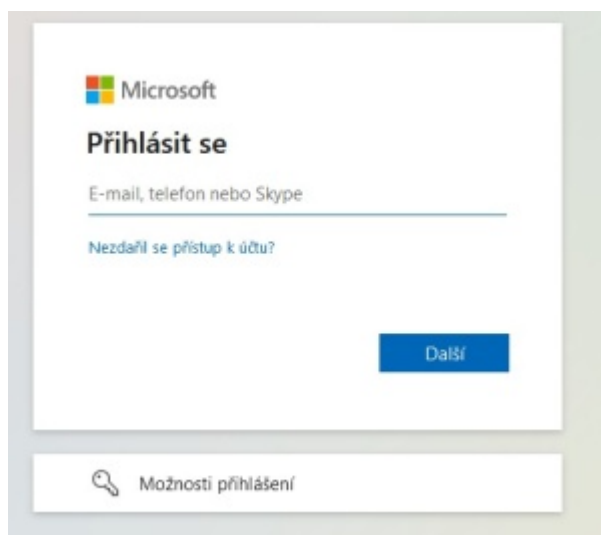 Microsoft
Přihlásit se
E-mail, telefon nebo Skype
Nezdařil se přístup k účtu?
Další
Možnosti přihlášení